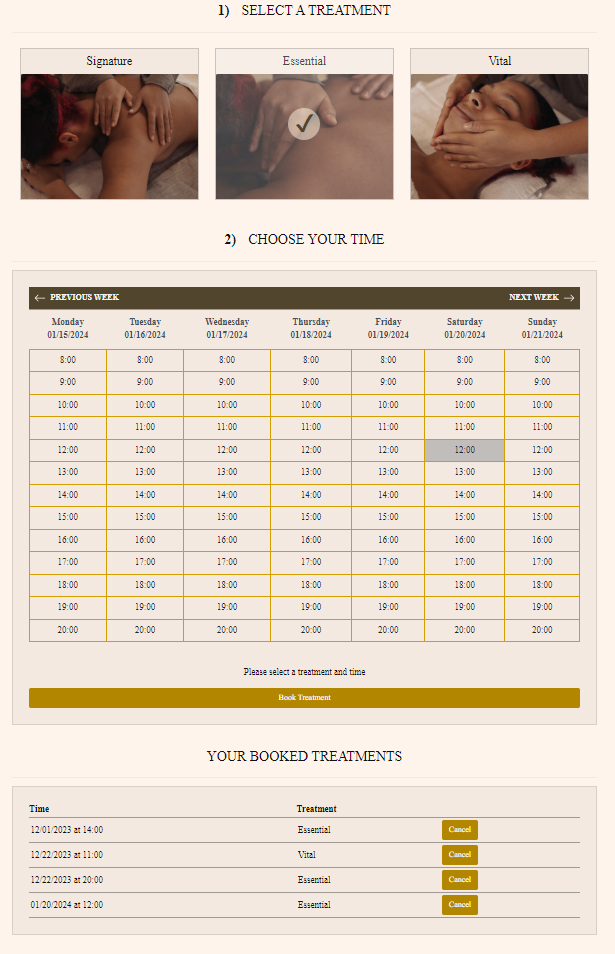 1) SELECT A TREATMENT
Signature Essential Vital
2) CHOOSE YOUR TIME
← PREVIOUS WEEK NEXT WEEK →
Monday Tuesday Wednesday Thursday Friday Saturday Sunday
01/15/2024 01/16/2024 01/17/2024 01/18/2024 01/19/2024 01/20/2024 01/21/2024
8:00 8:00 8:00 8:00 8:00 8:00 8:00
9:00 9:00 9:00 9:00 9:00 9:00 9:00
10:00 10:00 10:00 10:00 10:00 10:00 10:00
11:00 11:00 11:00 11:00 11:00 11:00 11:00
12:00 12:00 12:00 12:00 12:00 12:00 12:00
13:00 13:00 13:00 13:00 13:00 13:00 13:00
14:00 14:00 14:00 14:00 14:00 14:00 14:00
15:00 15:00 15:00 15:00 15:00 15:00 15:00
16:00 16:00 16:00 16:00 16:00 16:00 16:00
17:00 17:00 17:00 17:00 17:00 17:00 17:00
18:00 18:00 18:00 18:00 18:00 18:00 18:00
19:00 19:00 19:00 19:00 19:00 19:00 19:00
20:00 20:00 20:00 20:00 20:00 20:00 20:00
Please select a treatment and time
Book Treatment
YOUR BOOKED TREATMENTS
Time Treatment
12/01/2023 at 14:00 Essential Cancel
12/22/2023 at 11:00 Vital Cancel
12/22/2023 at 20:00 Essential Cancel
01/20/2024 at 12:00 Essential Cancel